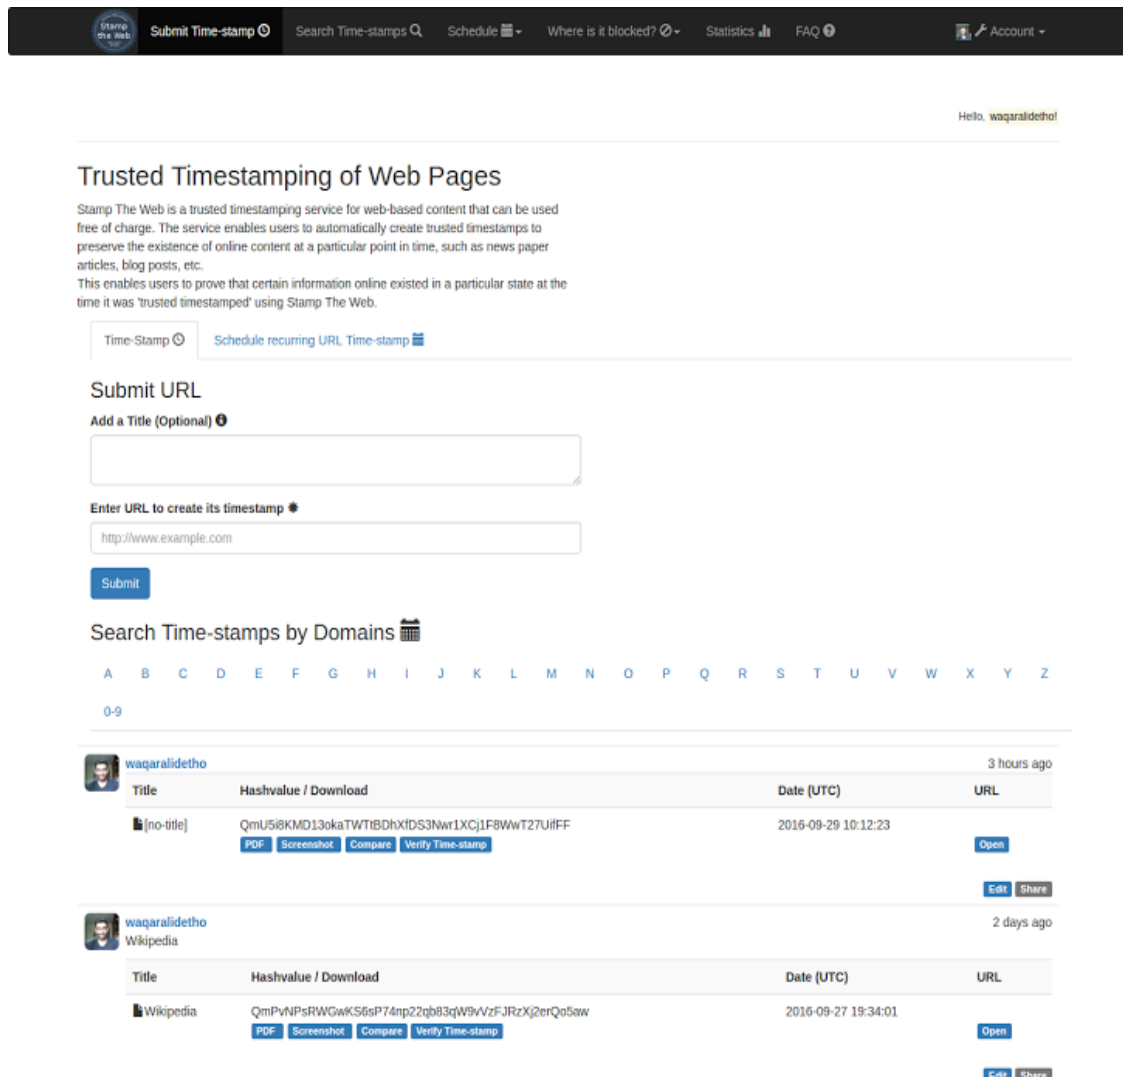 Stamp the Web
Submit Time-stamp Search Time-stamps Schedule Where is it blocked? Statistics FAQ Account
Hello, waqaralidetho!
Trusted Timestamping of Web Pages
Stamp The Web is a trusted timestamping service for web-based content that can be used
free of charge. The service enables users to automatically create trusted timestamps to
preserve the existence of online content at a particular point in time, such as news paper
articles, blog posts, etc.
This enables users to prove that certain information online existed in a particular state at the
time it was 'trusted timestamped' using Stamp The Web.
Time-Stamp Schedule recurring URL Time-stamp
Submit URL
Add a Title (Optional)
Enter URL to create its timestamp
http://www.example.com
Submit
Search Time-stamps by Domains
A B C D E F G H I J K L M N O P Q R S T U V W X Y Z
0-9
waqaralidetho 3 hours ago
Title Hashvalue / Download Date (UTC) URL
[no-title] QmU5i8KMD13okaTWTtBDhXfDS3Nwr1XCj1F8WwT27UifFF 2016-09-29 10:12:23
PDF Screenshot Compare Verify Time-stamp Open
Edit Share
waqaralidetho 2 days ago
Wikipedia
Title Hashvalue / Download Date (UTC) URL
Wikipedia QmPvNPsRWGwKS6sP74np22qb83qW9vVzFJRzXj2erQo5aw 2016-09-27 19:34:01
PDF Screenshot Compare Verify Time-stamp Open
Edit Share